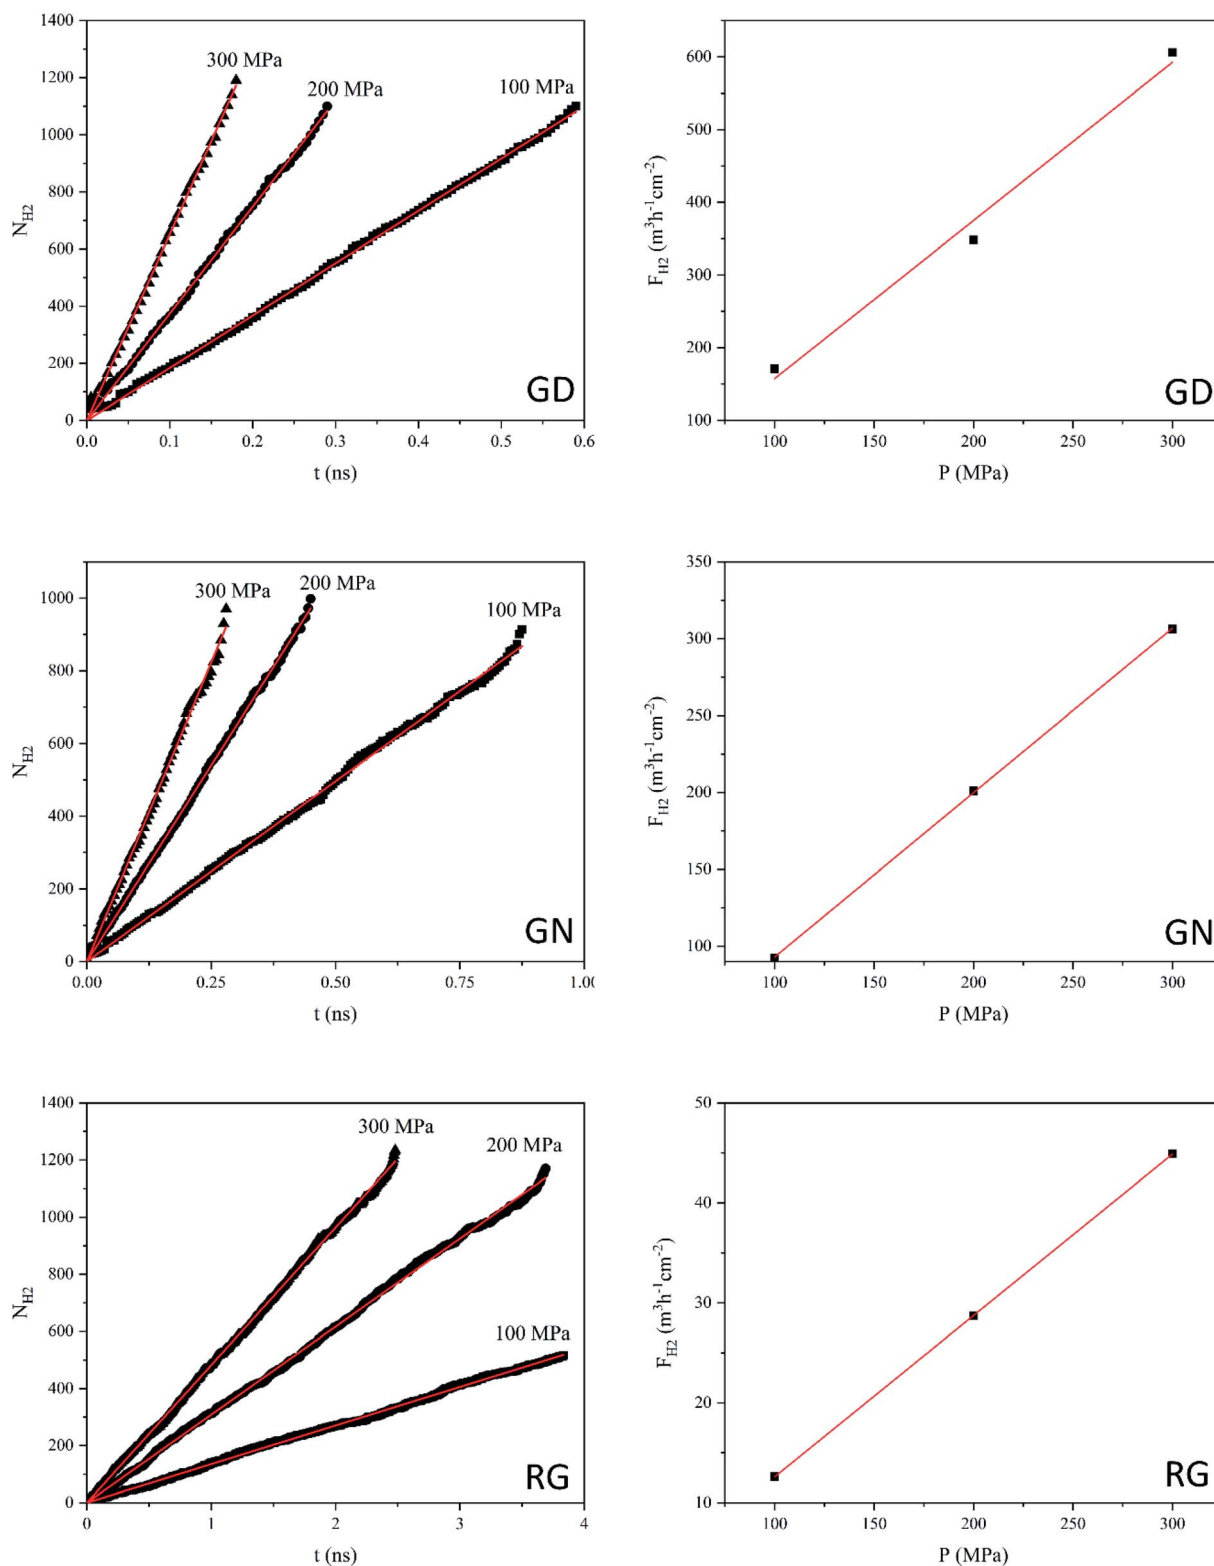 1400
1200
1000
800
600
400
200
0
N_H2
300 MPa
200 MPa
100 MPa
GD
0.0 0.1 0.2 0.3 0.4 0.5 0.6
t (ns)
600
500
400
300
200
100
F_H2 (m³h⁻¹cm⁻²)
GD
100 150 200 250 300
P (MPa)
1000
800
600
400
200
0
N_H2
300 MPa
200 MPa
100 MPa
GN
0.00 0.25 0.50 0.75 1.00
t (ns)
350
300
250
200
150
100
F_H2 (m³h⁻¹cm⁻²)
GN
100 150 200 250 300
P (MPa)
1400
1200
1000
800
600
400
200
0
N_H2
300 MPa
200 MPa
100 MPa
RG
0 1 2 3 4
t (ns)
50
40
30
20
10
F_H2 (m³h⁻¹cm⁻²)
RG
100 150 200 250 300
P (MPa)